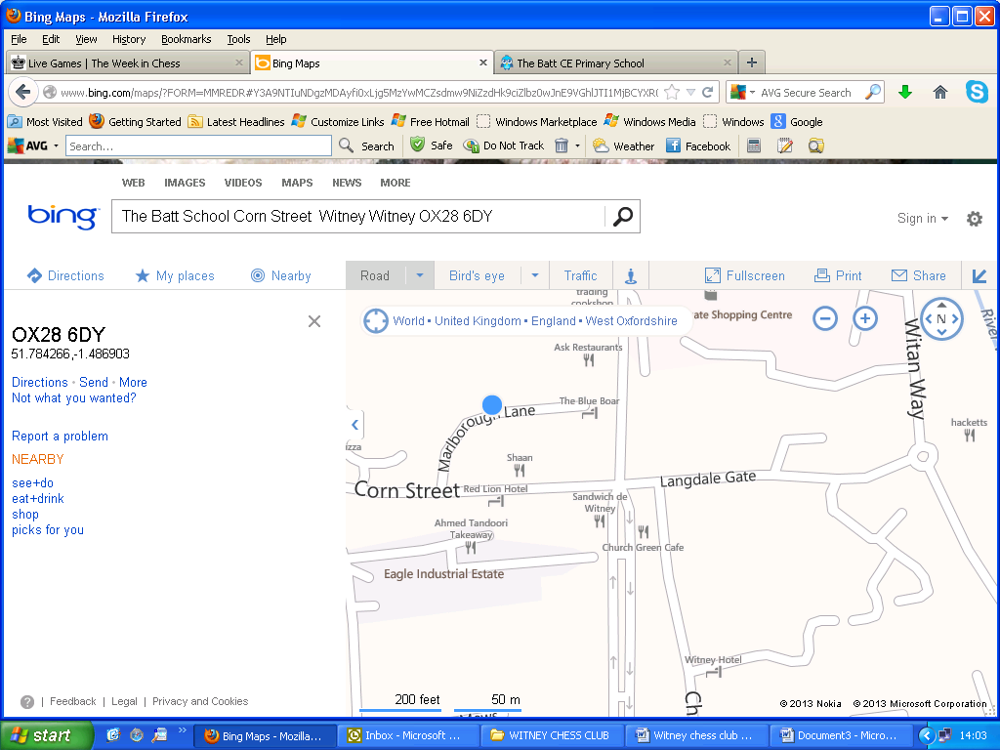 Bing Maps - Mozilla Firefox
File Edit View History Bookmarks Tools Help
Live Games | The Week in Chess
Bing Maps
The Batt CE Primary School
AVG Secure Search
Most Visited Getting Started Latest Headlines Customize Links Free Hotmail Windows Marketplace Windows Media Windows Google
AVG Search... Search Safe Do Not Track Weather Facebook
WEB IMAGES VIDEOS MAPS NEWS MORE
bing
The Batt School Corn Street Witney Witney OX28 6DY
Sign in
Directions My places Nearby
Road Bird's eye Traffic Fullscreen Print Share
OX28 6DY
51.784266,-1.486903
Directions • Send • More
Not what you wanted?
Report a problem
NEARBY
see+do
eat+drink
shop
picks for you
trading
cookshop
World • United Kingdom • England • West Oxfordshire
ate Shopping Centre
N
River
Witan Way
Ask Restaurants
The Blue Boar
Marlborough Lane
hacketts
izza
Shaan
Corn Street
Red Lion Hotel
Langdale Gate
Sandwich de
Witney
Ahmed Tandoori
Takeaway
Church Green Cafe
Eagle Industrial Estate
Witney Hotel
Ch
200 feet 50 m
© 2013 Nokia © 2013 Microsoft Corporation
Feedback | Legal | Privacy and Cookies
start
Bing Maps - Mozilla...
Inbox - Microsoft ...
WITNEY CHESS CLUB
Witney chess club ...
Document3 - Micro...
14:03